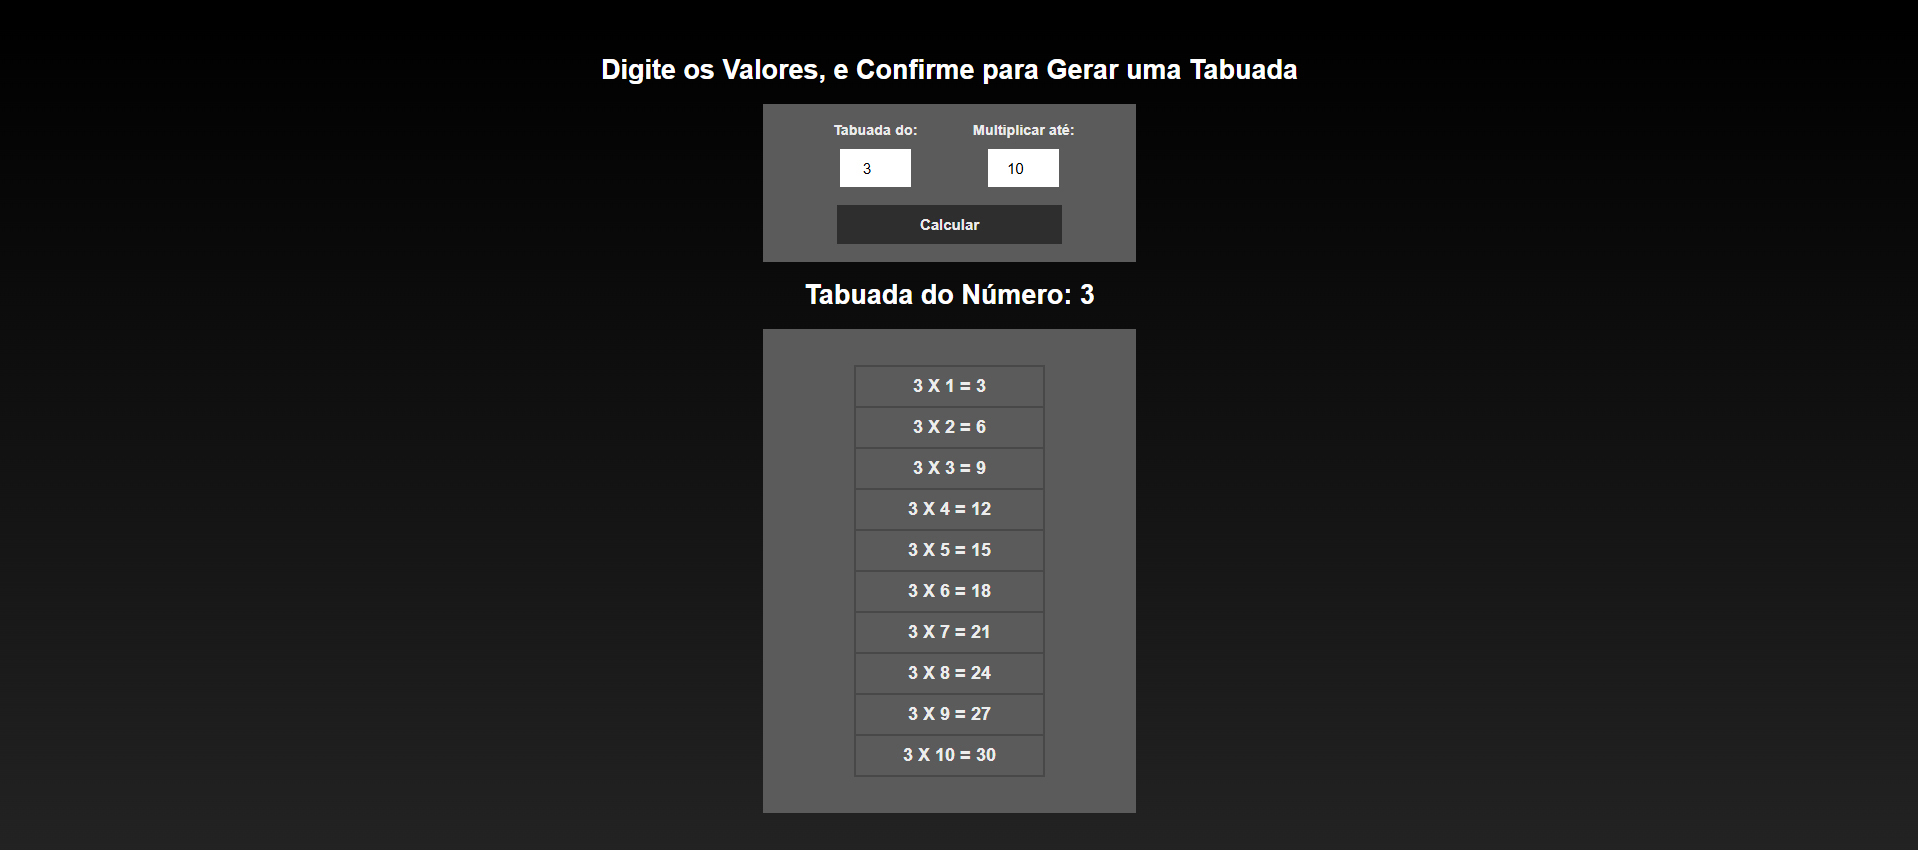 Digite os Valores, e Confirme para Gerar uma Tabuada
Tabuada do: Multiplicar até:
3 10
Calcular
Tabuada do Número: 3
3 X 1 = 3
3 X 2 = 6
3 X 3 = 9
3 X 4 = 12
3 X 5 = 15
3 X 6 = 18
3 X 7 = 21
3 X 8 = 24
3 X 9 = 27
3 X 10 = 30